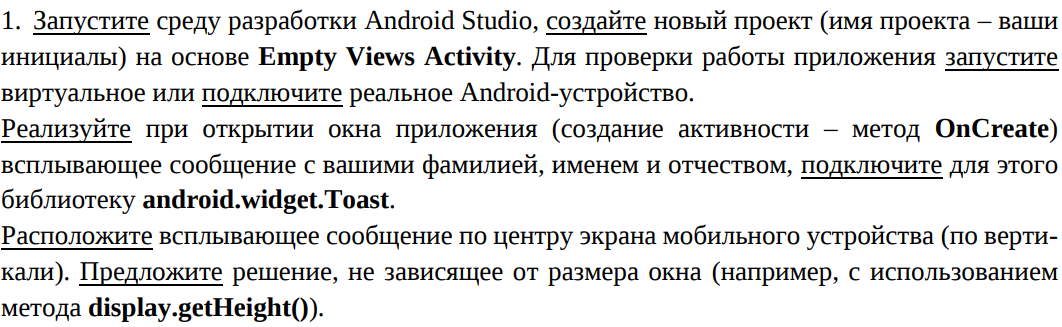 1. Запустите среду разработки Android Studio, создайте новый проект (имя проекта – ваши
инициалы) на основе Empty Views Activity. Для проверки работы приложения запустите
виртуальное или подключите реальное Android-устройство.
Реализуйте при открытии окна приложения (создание активности – метод OnCreate)
всплывающее сообщение с вашими фамилией, именем и отчеством, подключите для этого
библиотеку android.widget.Toast.
Расположите всплывающее сообщение по центру экрана мобильного устройства (по верти-
кали). Предложите решение, не зависящее от размера окна (например, с использованием
метода display.getHeight()).